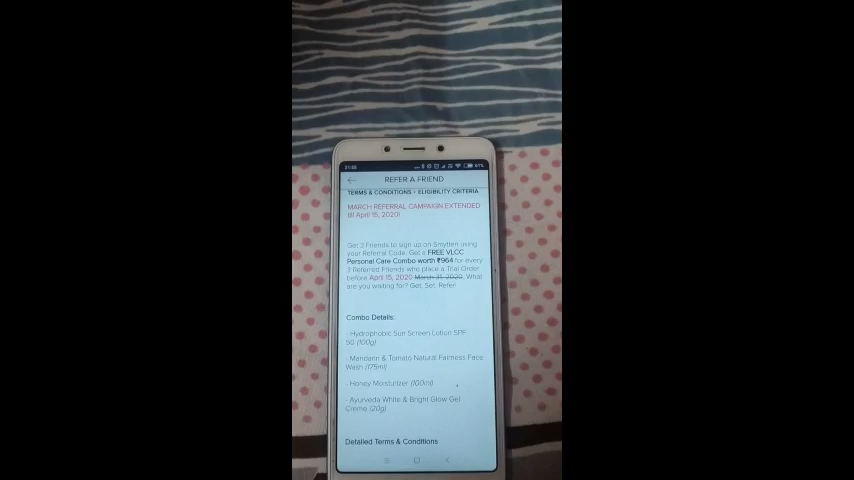 REFER A FRIEND
TERMS & CONDITIONS - ELIGIBILITY CRITERIA
MARCH REFERRAL CAMPAIGN EXTENDED
till April 15, 2020!
Get 3 Friends to sign up on Smytten using
your Referral Code. Get a FREE VLCC
Personal Care Combo worth ₹964 for every
3 Referred Friends who place a Trial Order
before April 15, 2020 March 31, 2020. What
are you waiting for? Get, Set, Refer!
Combo Details:
- Hydrophobic Sun Screen Lotion SPF
50 (100g)
- Mandarin & Tomato Natural Fairness Face
Wash (175ml)
- Honey Moisturizer (100ml)
- Ayurveda White & Bright Glow Gel
Creme (20g)
Detailed Terms & Conditions